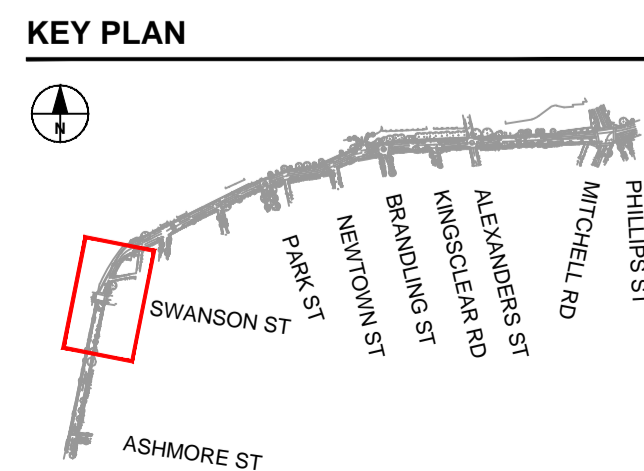 KEY PLAN
N
PARK ST
NEWTOWN ST
BRANDLING ST
KINGSCLEAR RD
ALEXANDERS ST
MITCHELL RD
PHILLIPS ST
SWANSON ST
ASHMORE ST